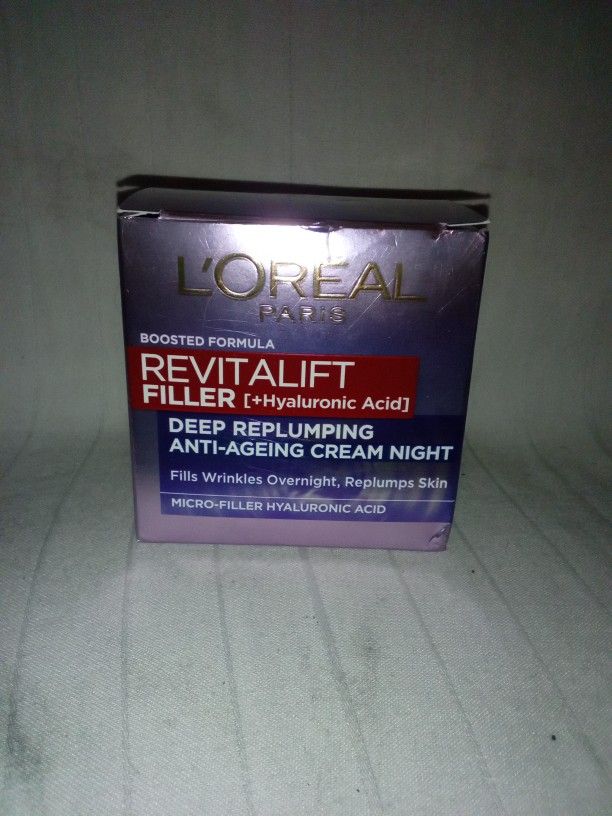 L'ORÉAL
PARIS
BOOSTED FORMULA
REVITALIFT
FILLER [+Hyaluronic Acid]
DEEP REPLUMPING
ANTI-AGEING CREAM NIGHT
Fills Wrinkles Overnight, Replumps Skin
MICRO-FILLER HYALURONIC ACID